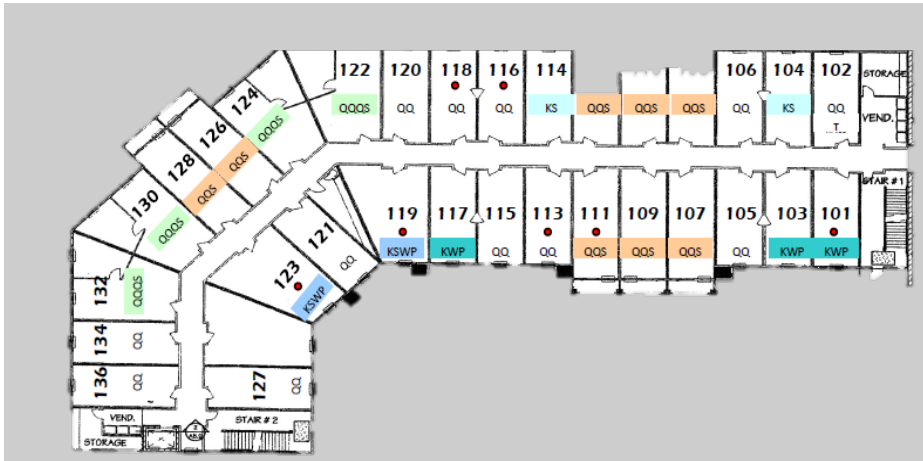 122 120 118 116 114 106 104 102 STORAGE
QQQS QQ QQ QQ KS QQS QQS QQS QQ KS QQ
T
VEND.
124
QQQS
126
QQS
128
QQS
130
QQQS
STAIR # 1
119 117 115 113 111 109 107 105 103 101
KSWP KWP QQ QQ QQS QQS QQS QQ KWP KWP
121
QQ
123
KSWP
132
QQQS
134
QQ
136
QQ
127
QQ
VEND.
STORAGE
STAIR # 2